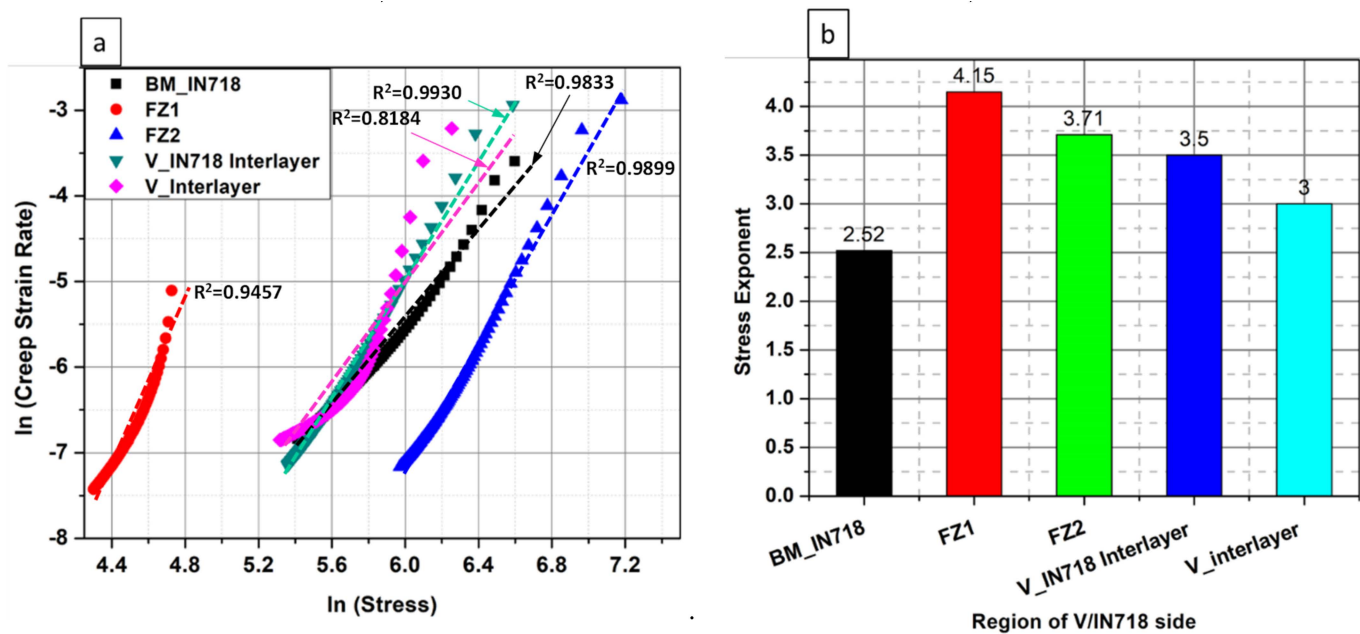 a
BM_IN718
FZ1
FZ2
V_IN718 Interlayer
V_Interlayer
R²=0.9930
R²=0.9833
R²=0.8184
R²=0.9899
R²=0.9457
-3
-4
-5
-6
-7
-8
ln (Creep Strain Rate)
4.4 4.8 5.2 5.6 6.0 6.4 6.8 7.2
ln (Stress)
b
4.15
3.71
3.5
3
2.52
4.0
3.5
3.0
2.5
2.0
1.5
1.0
0.5
0.0
Stress Exponent
BM_IN718
FZ1
FZ2
V_IN718 Interlayer
V_interlayer
Region of V/IN718 side